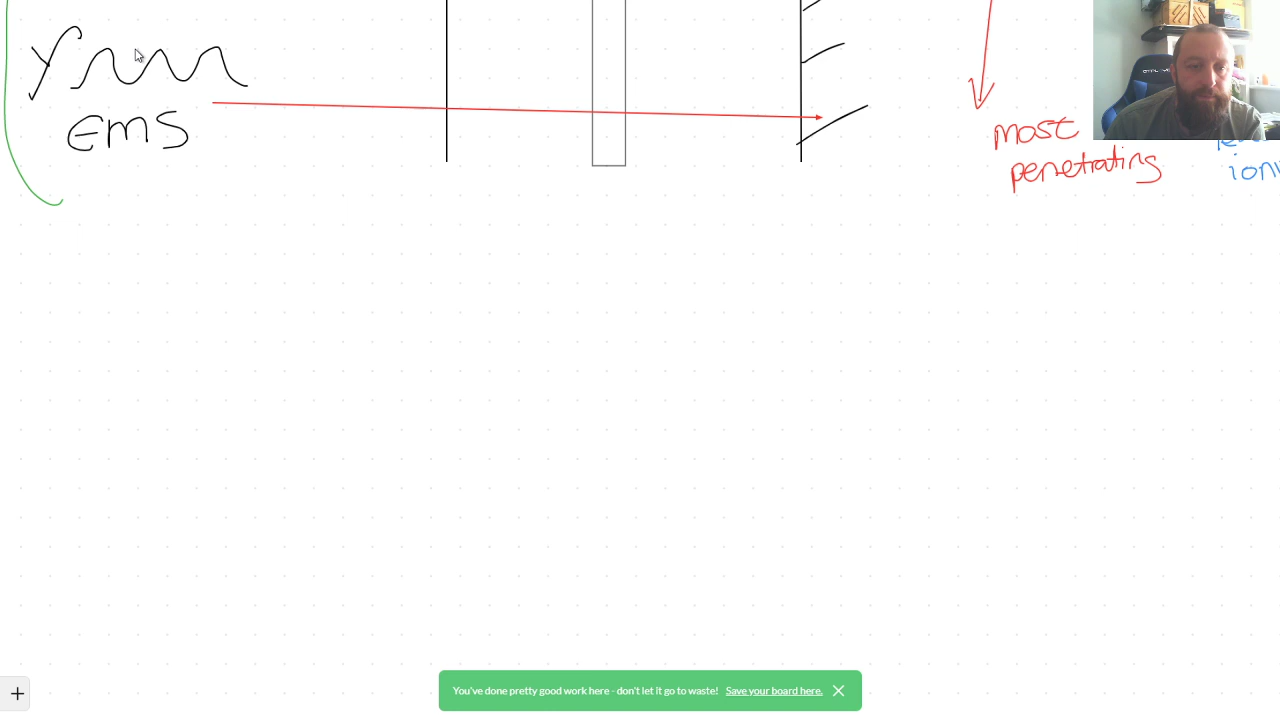 γ
EMS
most
penetrating
You've done pretty good work here - don't let it go to waste! Save your board here.